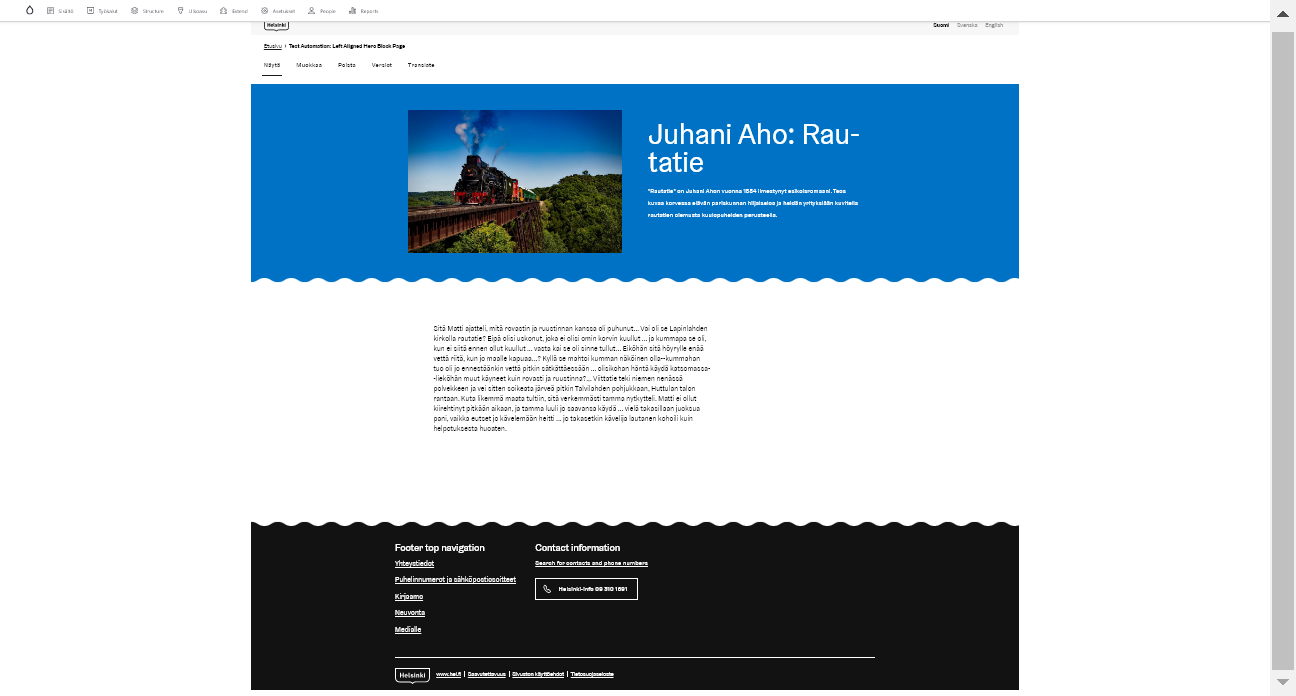 Sisältö Työkalut Structure Ulkoasu Extend Asetukset People Reports
Helsinki
Suomi Svenska English
Etusivu › Test Automation: Left Aligned Hero Block Page
Näytä Muokkaa Poista Versiot Translate
Juhani Aho: Rau-
tatie
"Rautatie" on Juhani Ahon vuonna 1884 ilmestynyt esikoisromaani. Teos
kuvaa korvessa elävän pariskunnan hiljaiseloa ja heidän yrityksiään kuvitella
rautatien olemusta kuulopuheiden perusteella.
Sitä Matti ajatteli, mitä rovastin ja ruustinnan kanssa oli puhunut... Vai oli se Lapinlahden
kirkolla rautatie? Eipä olisi uskonut, joka ei olisi omin korvin kuullut ... ja kummapa se oli,
kun ei siitä ennen ollut kuullut ... vasta kai se oli sinne tullut... Eiköhän sitä höyrylle enää
vettä riitä, kun jo maalle kapuaa...? Kyllä se mahtoi kumman näköinen olla--kummahan
tuo oli jo ennestäänkin vettä pitkin sätkättäessään ... olisikohan häntä käydä katsomassa-
-lieköhän muut käyneet kuin rovasti ja ruustinna?... Viittatie teki niemen nenässä
polvekkeen ja vei sitten soikeata järveä pitkin Talvilahden pohjukkaan, Huttulan talon
rantaan. Kuta likemmä maata tultiin, sitä verkemmästi tamma nytkytteli. Matti ei ollut
kiirehtinyt pitkään aikaan, ja tamma luuli jo saavansa käydä ... vielä takasillaan juoksua
pani, vaikka eutset jo kävelemään heitti ... jo takasetkin kävelijä lautanen kohoili kuin
helpotuksesta huoaten.
Footer top navigation
Yhteystiedot
Puhelinnumerot ja sähköpostiosoitteet
Kirjaamo
Neuvonta
Medialle
Contact information
Search for contacts and phone numbers
Helsinki-info 09 310 1691
Helsinki
www.hel.fi | Saavutettavuus | Sivuston käyttöehdot | Tietosuojaseloste